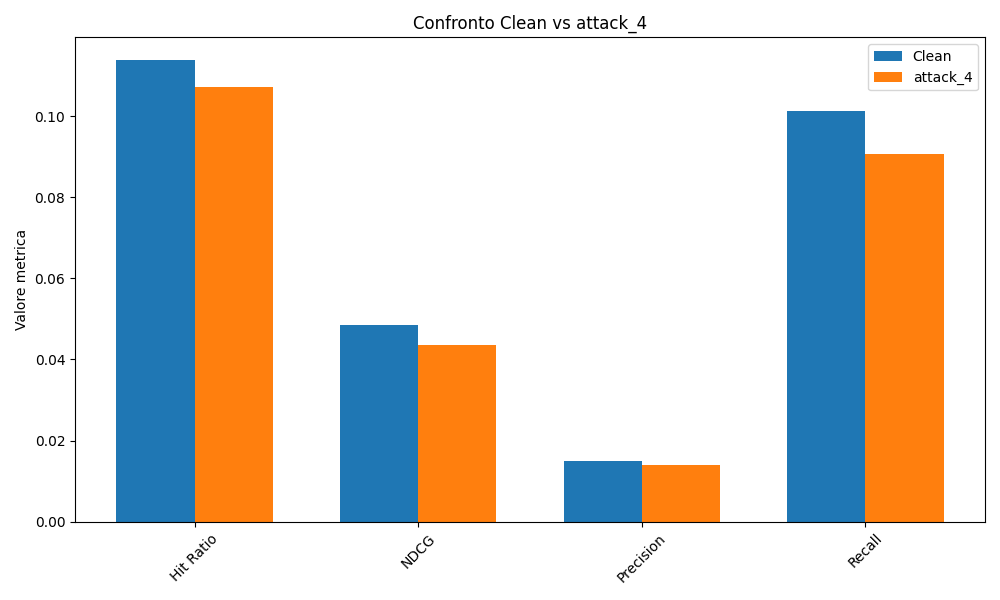 Confronto Clean vs attack_4
Clean
attack_4
Valore metrica
0.10
0.08
0.06
0.04
0.02
0.00
Hit Ratio
NDCG
Precision
Recall